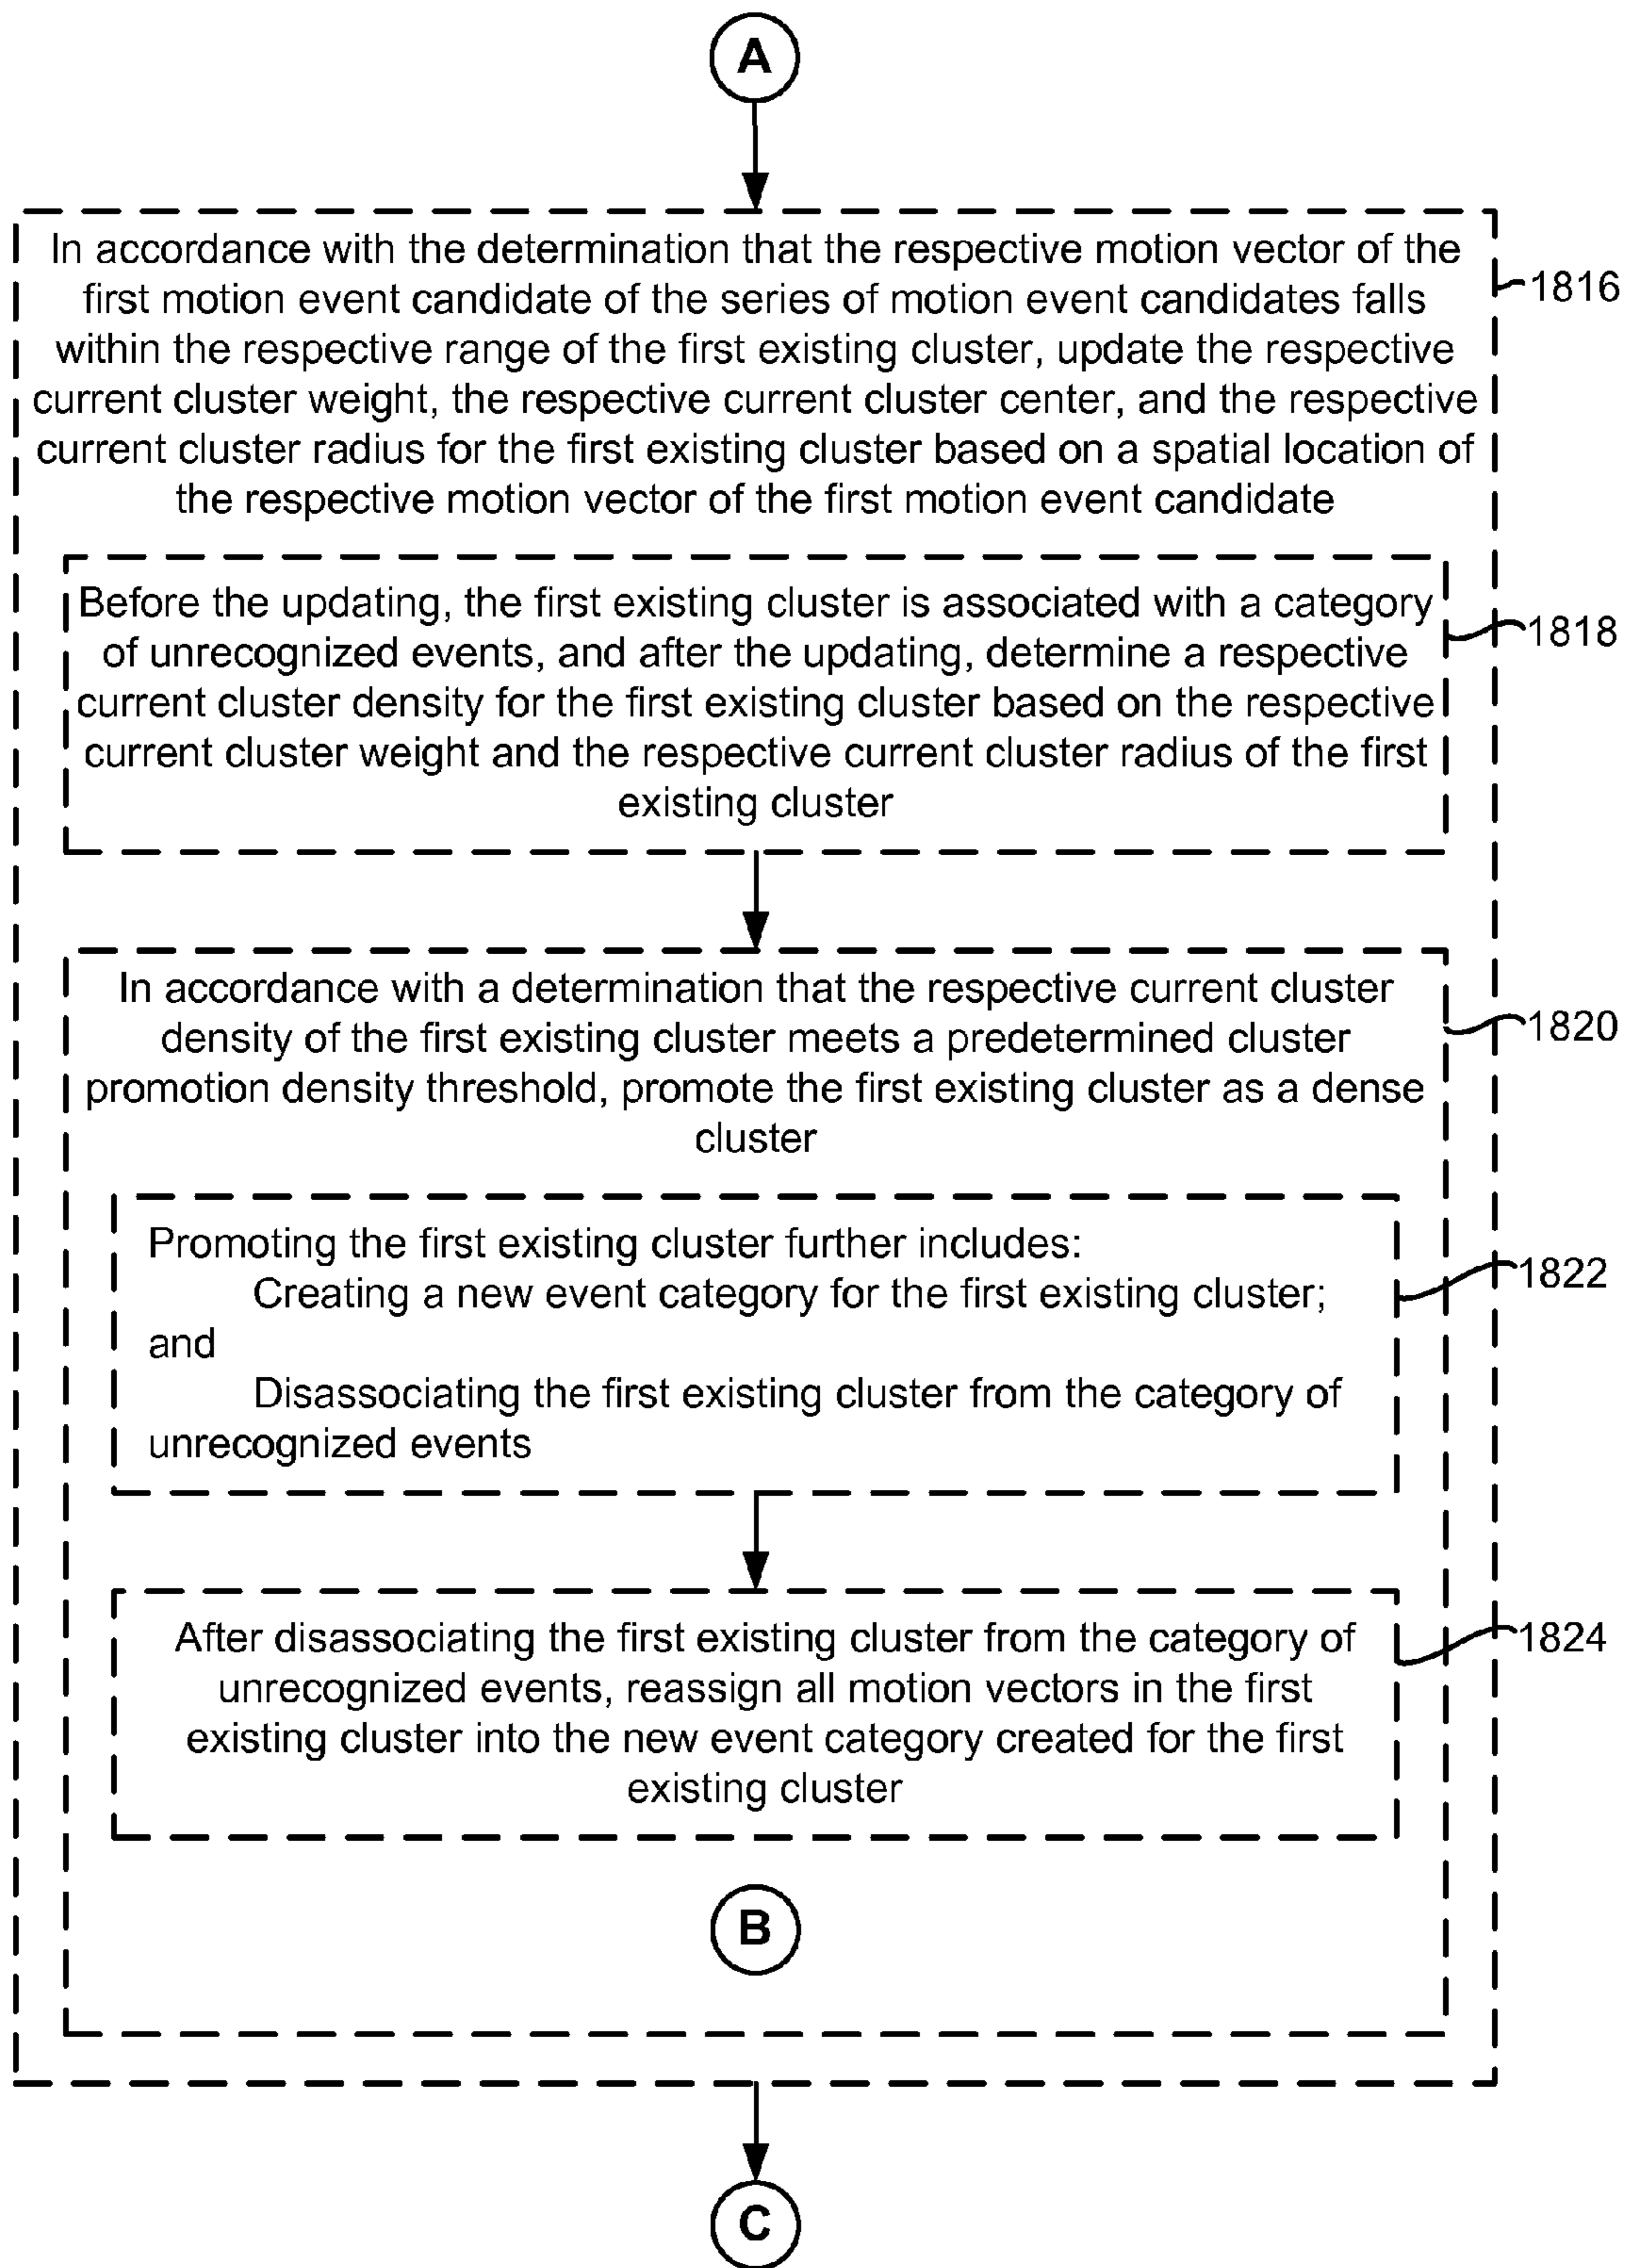 A
In accordance with the determination that the respective motion vector of the
first motion event candidate of the series of motion event candidates falls
within the respective range of the first existing cluster, update the respective
current cluster weight, the respective current cluster center, and the respective
current cluster radius for the first existing cluster based on a spatial location of
the respective motion vector of the first motion event candidate
1816
Before the updating, the first existing cluster is associated with a category
of unrecognized events, and after the updating, determine a respective
current cluster density for the first existing cluster based on the respective
current cluster weight and the respective current cluster radius of the first
existing cluster
1818
In accordance with a determination that the respective current cluster
density of the first existing cluster meets a predetermined cluster
promotion density threshold, promote the first existing cluster as a dense
cluster
1820
Promoting the first existing cluster further includes:
Creating a new event category for the first existing cluster;
and
Disassociating the first existing cluster from the category of
unrecognized events
1822
After disassociating the first existing cluster from the category of
unrecognized events, reassign all motion vectors in the first
existing cluster into the new event category created for the first
existing cluster
1824
B
C